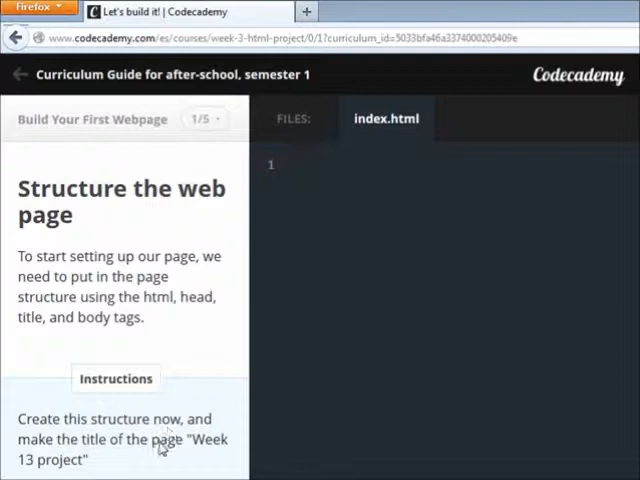 Firefox
Let's build it! | Codecademy
www.codecademy.com/es/courses/week-3-html-project/0/1?curriculum_id=5033bfa46a3374000205409e
Curriculum Guide for after-school, semester 1
Codecademy
Build Your First Webpage
1/5
FILES:
index.html
1
Structure the web
page
To start setting up our page, we
need to put in the page
structure using the html, head,
title, and body tags.
Instructions
Create this structure now, and
make the title of the page "Week
13 project"